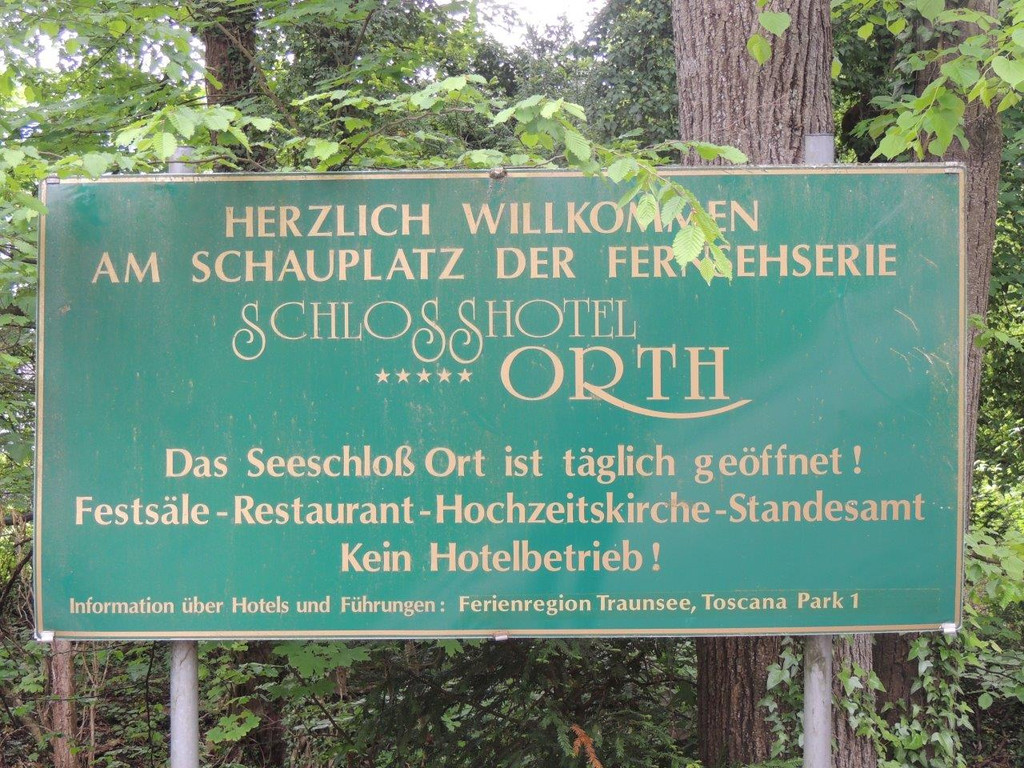 HERZLICH WILLKOMMEN
AM SCHAUPLATZ DER FERNSEHSERIE
SCHLOSSHOTEL
***** ORTH
Das Seeschloß Ort ist täglich geöffnet!
Festsäle-Restaurant-Hochzeitskirche-Standesamt
Kein Hotelbetrieb!
Information über Hotels und Führungen: Ferienregion Traunsee, Toscana Park 1